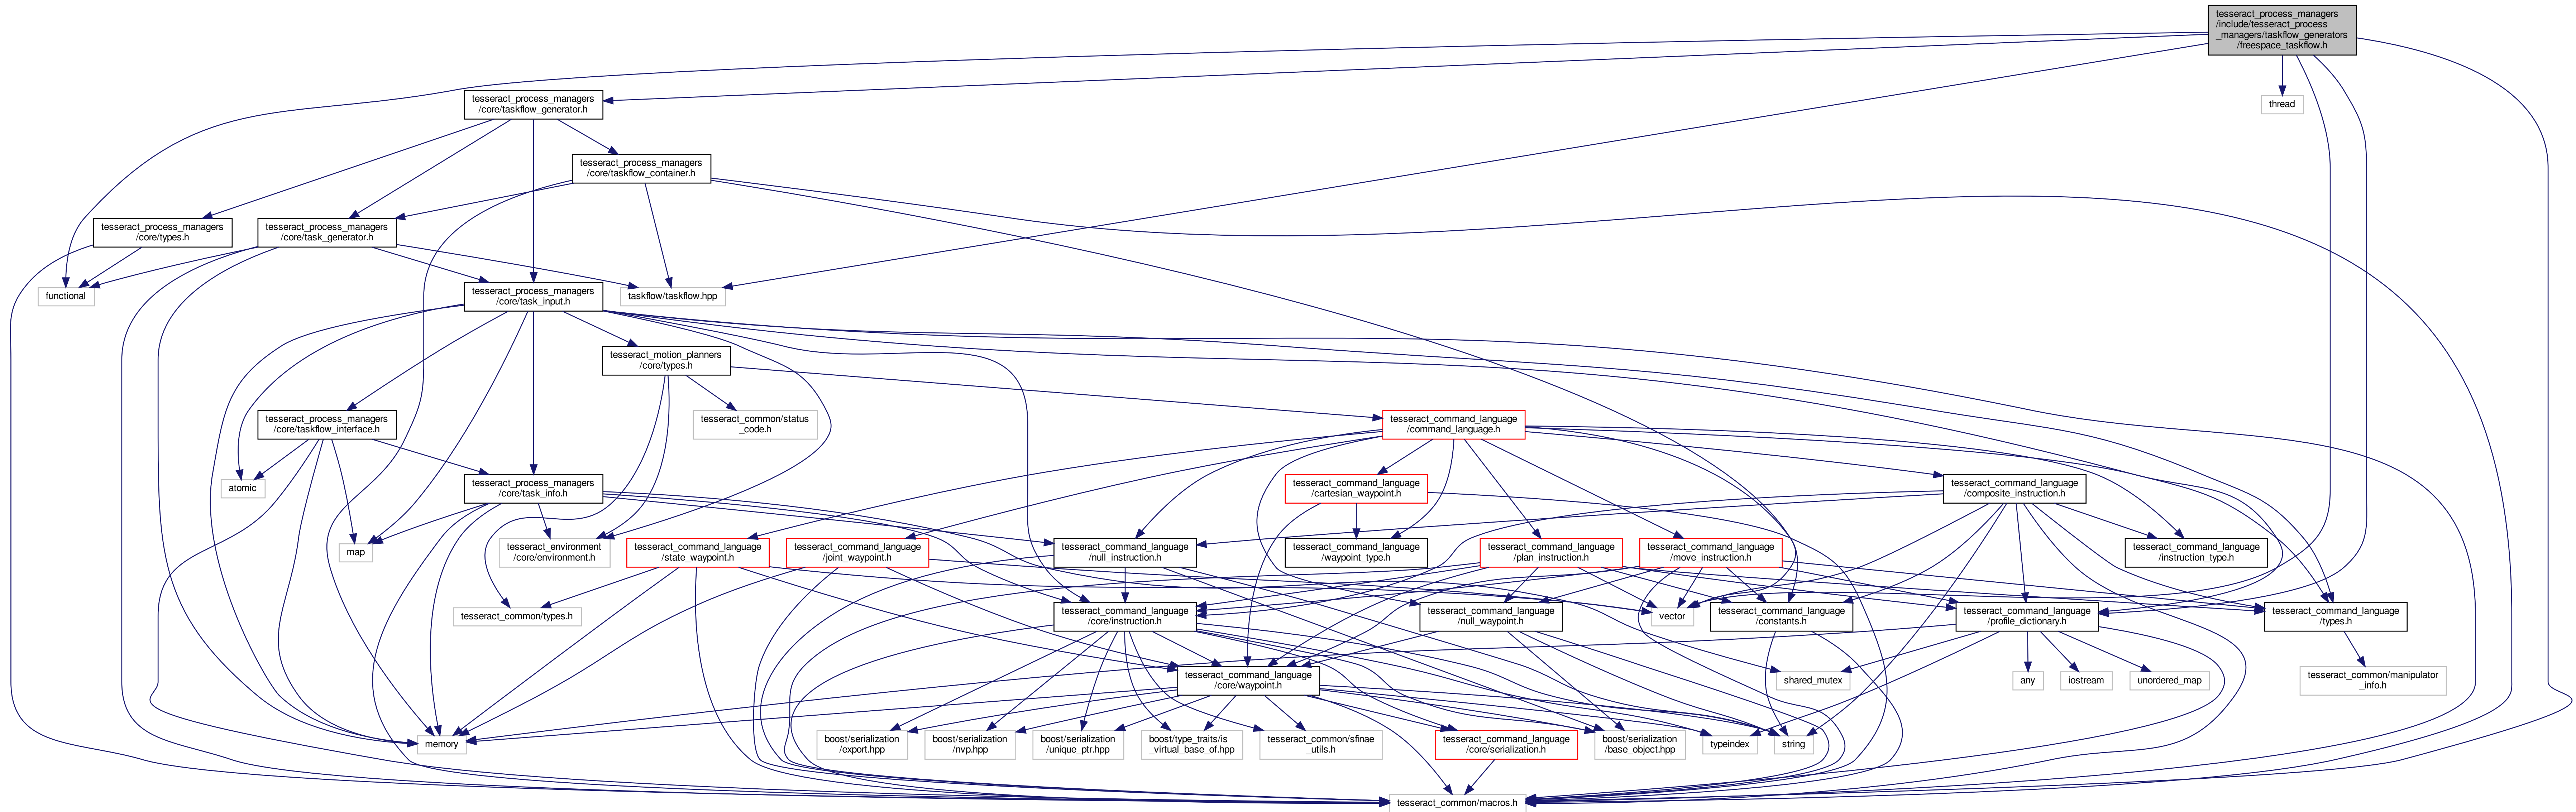 tesseract_process_managers
/include/tesseract_process
_managers/taskflow_generators
/freespace_taskflow.h
tesseract_process_managers
/core/taskflow_generator.h
thread
tesseract_process_managers
/core/taskflow_container.h
tesseract_process_managers
/core/types.h
tesseract_process_managers
/core/task_generator.h
functional
tesseract_process_managers
/core/task_input.h
taskflow/taskflow.hpp
tesseract_motion_planners
/core/types.h
tesseract_process_managers
/core/taskflow_interface.h
tesseract_common/status
_code.h
tesseract_command_language
/command_language.h
atomic
tesseract_process_managers
/core/task_info.h
tesseract_command_language
/cartesian_waypoint.h
tesseract_command_language
/composite_instruction.h
map
tesseract_environment
/core/environment.h
tesseract_command_language
/state_waypoint.h
tesseract_command_language
/joint_waypoint.h
tesseract_command_language
/null_instruction.h
tesseract_command_language
/waypoint_type.h
tesseract_command_language
/plan_instruction.h
tesseract_command_language
/move_instruction.h
tesseract_command_language
/instruction_type.h
tesseract_common/types.h
tesseract_command_language
/core/instruction.h
tesseract_command_language
/null_waypoint.h
vector
tesseract_command_language
/constants.h
tesseract_command_language
/profile_dictionary.h
tesseract_command_language
/types.h
tesseract_command_language
/core/waypoint.h
shared_mutex
any
iostream
unordered_map
tesseract_common/manipulator
_info.h
memory
boost/serialization
/export.hpp
boost/serialization
/nvp.hpp
boost/serialization
/unique_ptr.hpp
boost/type_traits/is
_virtual_base_of.hpp
tesseract_common/sfinae
_utils.h
tesseract_command_language
/core/serialization.h
boost/serialization
/base_object.hpp
typeindex
string
tesseract_common/macros.h